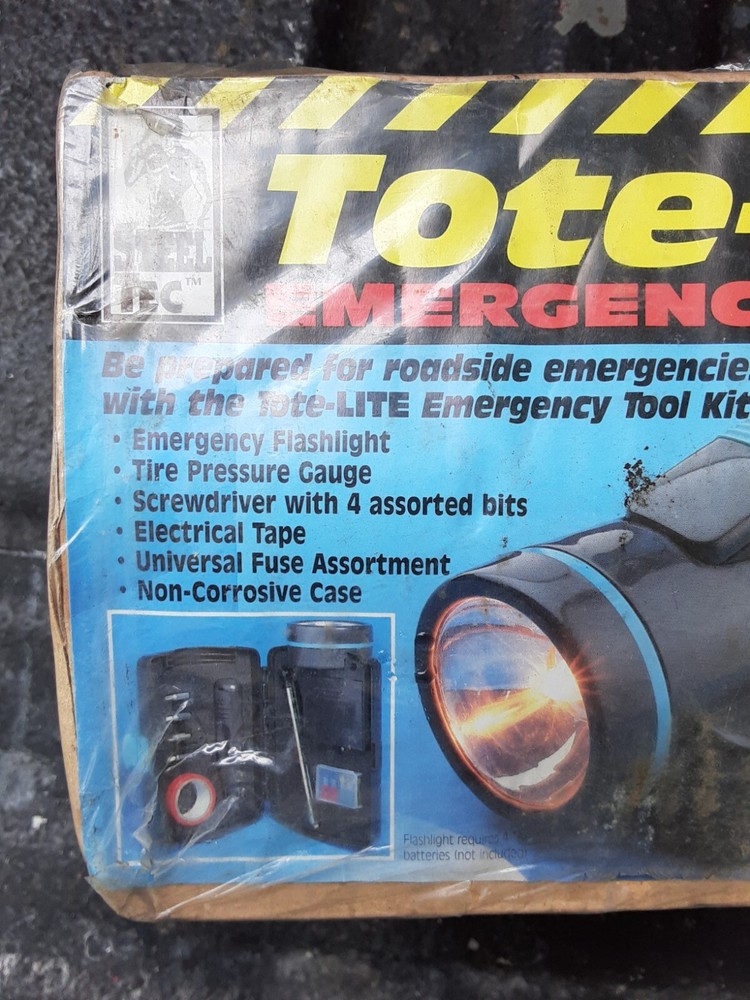 STEEL
TEC™
Tote-
EMERGENC
Be prepared for roadside emergencie
with the Tote-LITE Emergency Tool Kit
• Emergency Flashlight
• Tire Pressure Gauge
• Screwdriver with 4 assorted bits
• Electrical Tape
• Universal Fuse Assortment
• Non-Corrosive Case
Flashlight requires
batteries (not included)